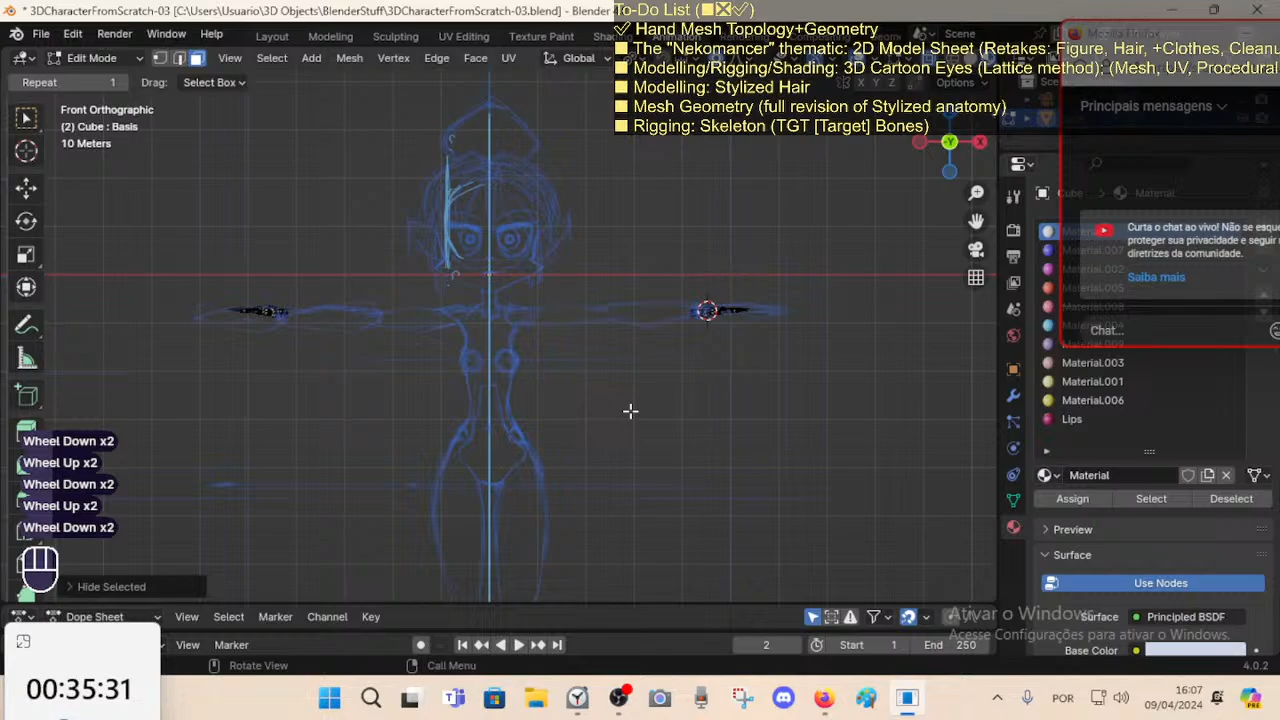 * 3DCharacterFromScratch-03 [C:\Users\Usuario\3D Objects\BlenderStuff\3DCharacterFromScratch-03.blend] - Blender
To-Do List (■☒✓)
✓ Hand Mesh Topology+Geometry
■ The "Nekomancer" thematic: 2D Model Sheet (Retakes: Figure, Hair, +Clothes, Clean
■ Modelling/Rigging/Shading: 3D Cartoon Eyes (Lattice method): (Mesh, UV, Procedural
■ Modelling: Stylized Hair
■ Mesh Geometry (full revision of Stylized anatomy)
■ Rigging: Skeleton (TGT [Target] Bones)
File Edit Render Window Help Layout Modeling Sculpting UV Editing Texture Paint Scene
Edit Mode View Select Add Mesh Vertex Edge Face UV Global
Repeat 1 Drag: Select Box X Y Z Options
Front Orthographic
(2) Cube : Basis
10 Meters
-Y X
Principais mensagens
Cube Material
Curta o chat ao vivo! Não se esque
proteger sua privacidade e seguir
diretrizes da comunidade.
Saiba mais
Chat...
Material.003
Material.001
Material.006
Lips
Material
Assign Select Deselect
Preview
Surface
Use Nodes
Surface Principled BSDF
Base Color
Wheel Down x2
Wheel Up x2
Wheel Down x2
Wheel Up x2
Wheel Down x2
Hide Selected
Dope Sheet View Select Marker Channel Key
View Marker 2 Start 1 End 250
Rotate View Call Menu 4.0.2
Ativar o Windows
Acesse Configurações para ativar o Windows.
00:35:31
POR 16:07
09/04/2024
PRE